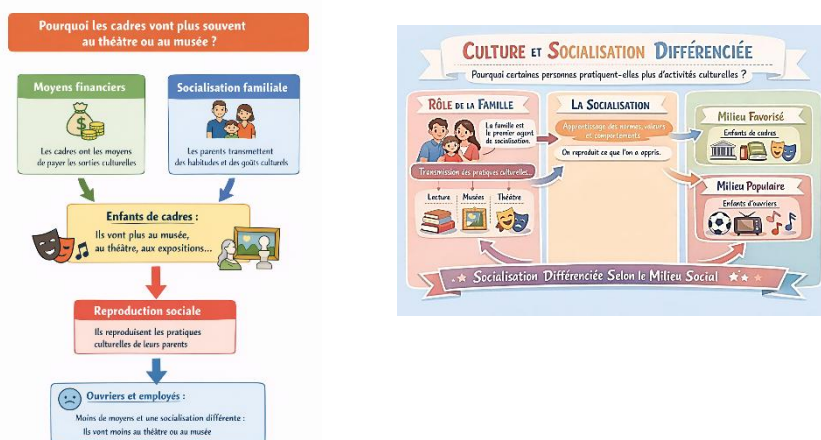 Pourquoi les cadres vont plus souvent
au théâtre ou au musée ?
Moyens financiers
Les cadres ont les moyens
de payer les sorties culturelles
Socialisation familiale
Les parents transmettent
des habitudes et des goûts culturels
Enfants de cadres :
Ils vont plus au musée,
au théâtre, aux expositions...
Reproduction sociale
Ils reproduisent les pratiques
culturelles de leurs parents
Ouvriers et employés :
Moins de moyens et une socialisation différente :
Ils vont moins au théâtre ou au musée
Culture et Socialisation Différenciée
Pourquoi certaines personnes pratiquent-elles plus d'activités culturelles ?
Rôle de la Famille
La famille est
le premier agent
de socialisation.
Transmission des pratiques culturelles...
Lecture
Musées
Théâtre
La Socialisation
Apprentissage des normes, valeurs
et comportements
On reproduit ce que l'on a appris.
Milieu Favorisé
Enfants de cadres
Milieu Populaire
Enfants d'ouvriers
Socialisation Différenciée Selon le Milieu Social